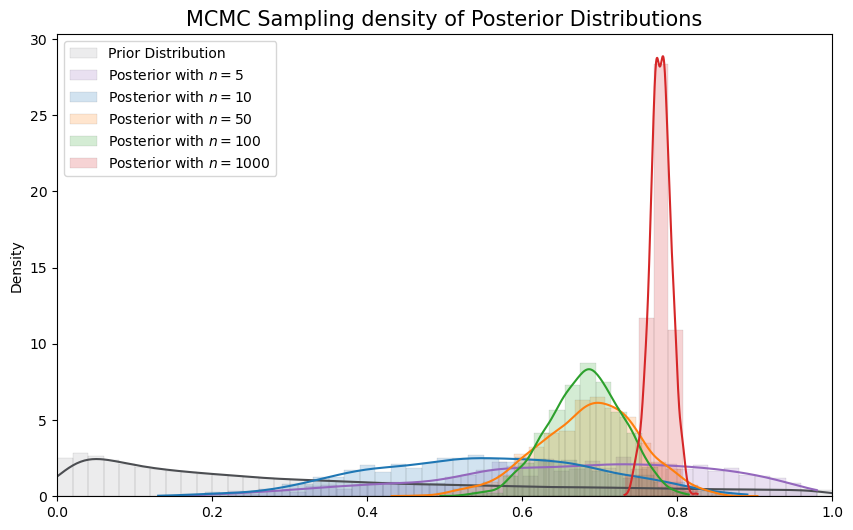 MCMC Sampling density of Posterior Distributions
30
25
20
15
10
5
0
Density
Prior Distribution
Posterior with n = 5
Posterior with n = 10
Posterior with n = 50
Posterior with n = 100
Posterior with n = 1000
0.0 0.2 0.4 0.6 0.8 1.0